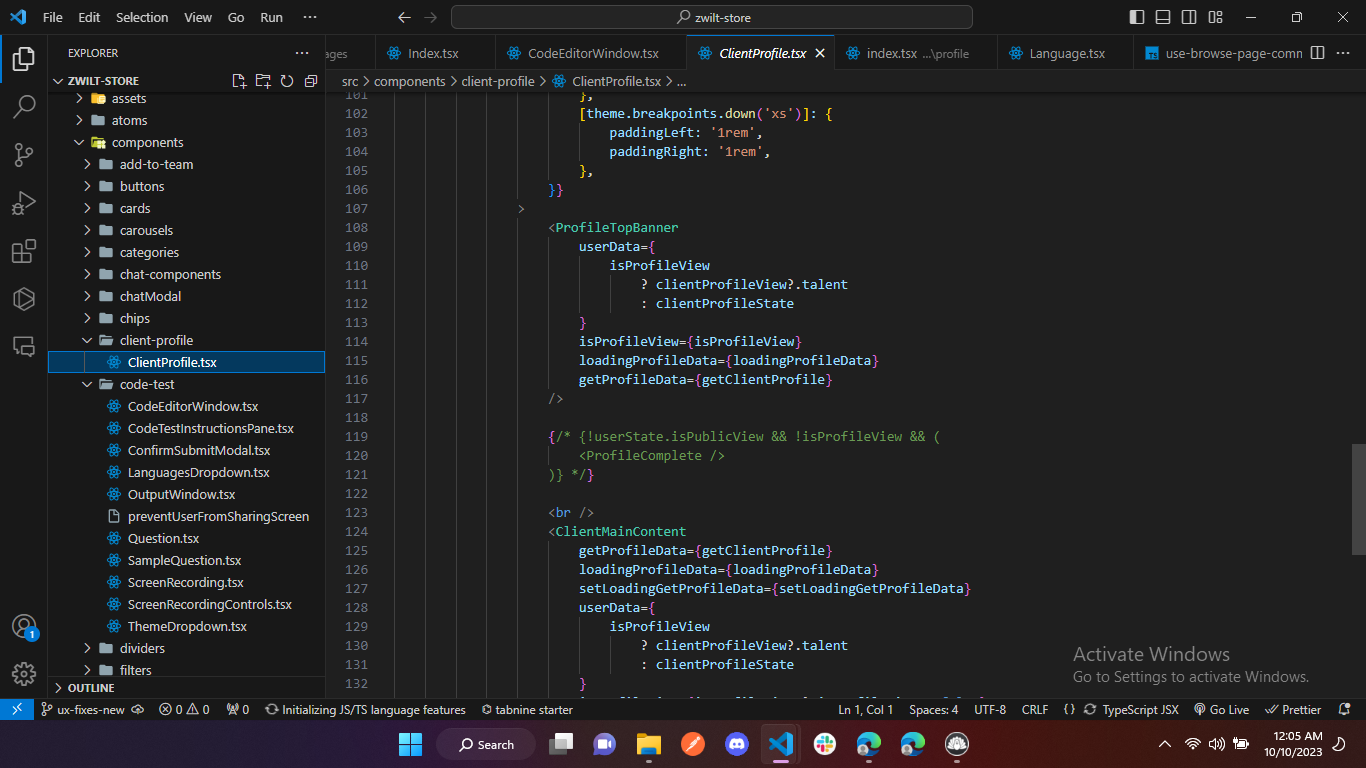 File Edit Selection View Go Run ··· zwilt-store
EXPLORER ···
ages Index.tsx CodeEditorWindow.tsx ClientProfile.tsx index.tsx ...\profile Language.tsx use-browse-page-comm ···
ZWILT-STORE
src > components > client-profile > ClientProfile.tsx > ...
assets
atoms
components
add-to-team
buttons
cards
carousels
categories
chat-components
chatModal
chips
client-profile
ClientProfile.tsx
code-test
CodeEditorWindow.tsx
CodeTestInstructionsPane.tsx
ConfirmSubmitModal.tsx
LanguagesDropdown.tsx
OutputWindow.tsx
preventUserFromSharingScreen
Question.tsx
SampleQuestion.tsx
ScreenRecording.tsx
ScreenRecordingControls.tsx
ThemeDropdown.tsx
dividers
filters
OUTLINE
101 },
102 [theme.breakpoints.down('xs')]: {
103 paddingLeft: '1rem',
104 paddingRight: '1rem',
105 },
106 }}
107 >
108 <ProfileTopBanner
109 userData={
110 isProfileView
111 ? clientProfileView?.talent
112 : clientProfileState
113 }
114 isProfileView={isProfileView}
115 loadingProfileData={loadingProfileData}
116 getProfileData={getClientProfile}
117 />
118
119 {/* {!userState.isPublicView && !isProfileView && (
120 <ProfileComplete />
121 )} */}
122
123 <br />
124 <ClientMainContent
125 getProfileData={getClientProfile}
126 loadingProfileData={loadingProfileData}
127 setLoadingGetProfileData={setLoadingGetProfileData}
128 userData={
129 isProfileView
130 ? clientProfileView?.talent
131 : clientProfileState
132 }
Activate Windows
Go to Settings to activate Windows.
1
ux-fixes-new 0 0 0 Initializing JS/TS language features tabnine starter Ln 1, Col 1 Spaces: 4 UTF-8 CRLF {} TypeScript JSX Go Live Prettier
Search
12:05 AM
10/10/2023